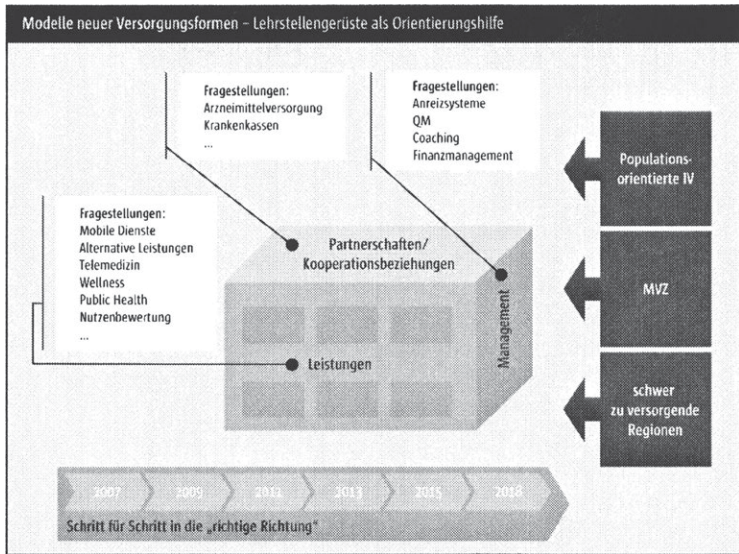 Modelle neuer Versorgungsformen – Lehrstellengerüste als Orientierungshilfe
Fragestellungen:
Arzneimittelversorgung
Krankenkassen
...
Fragestellungen:
Anreizsysteme
QM
Coaching
Finanzmanagement
Fragestellungen:
Mobile Dienste
Alternative Leistungen
Telemedizin
Wellness
Public Health
Nutzenbewertung
...
Partnerschaften/
Kooperationsbeziehungen
Management
Leistungen
Populations-
orientierte IV
MVZ
schwer
zu versorgende
Regionen
2007 2009 2011 2013 2015 2018
Schritt für Schritt in die „richtige Richtung“